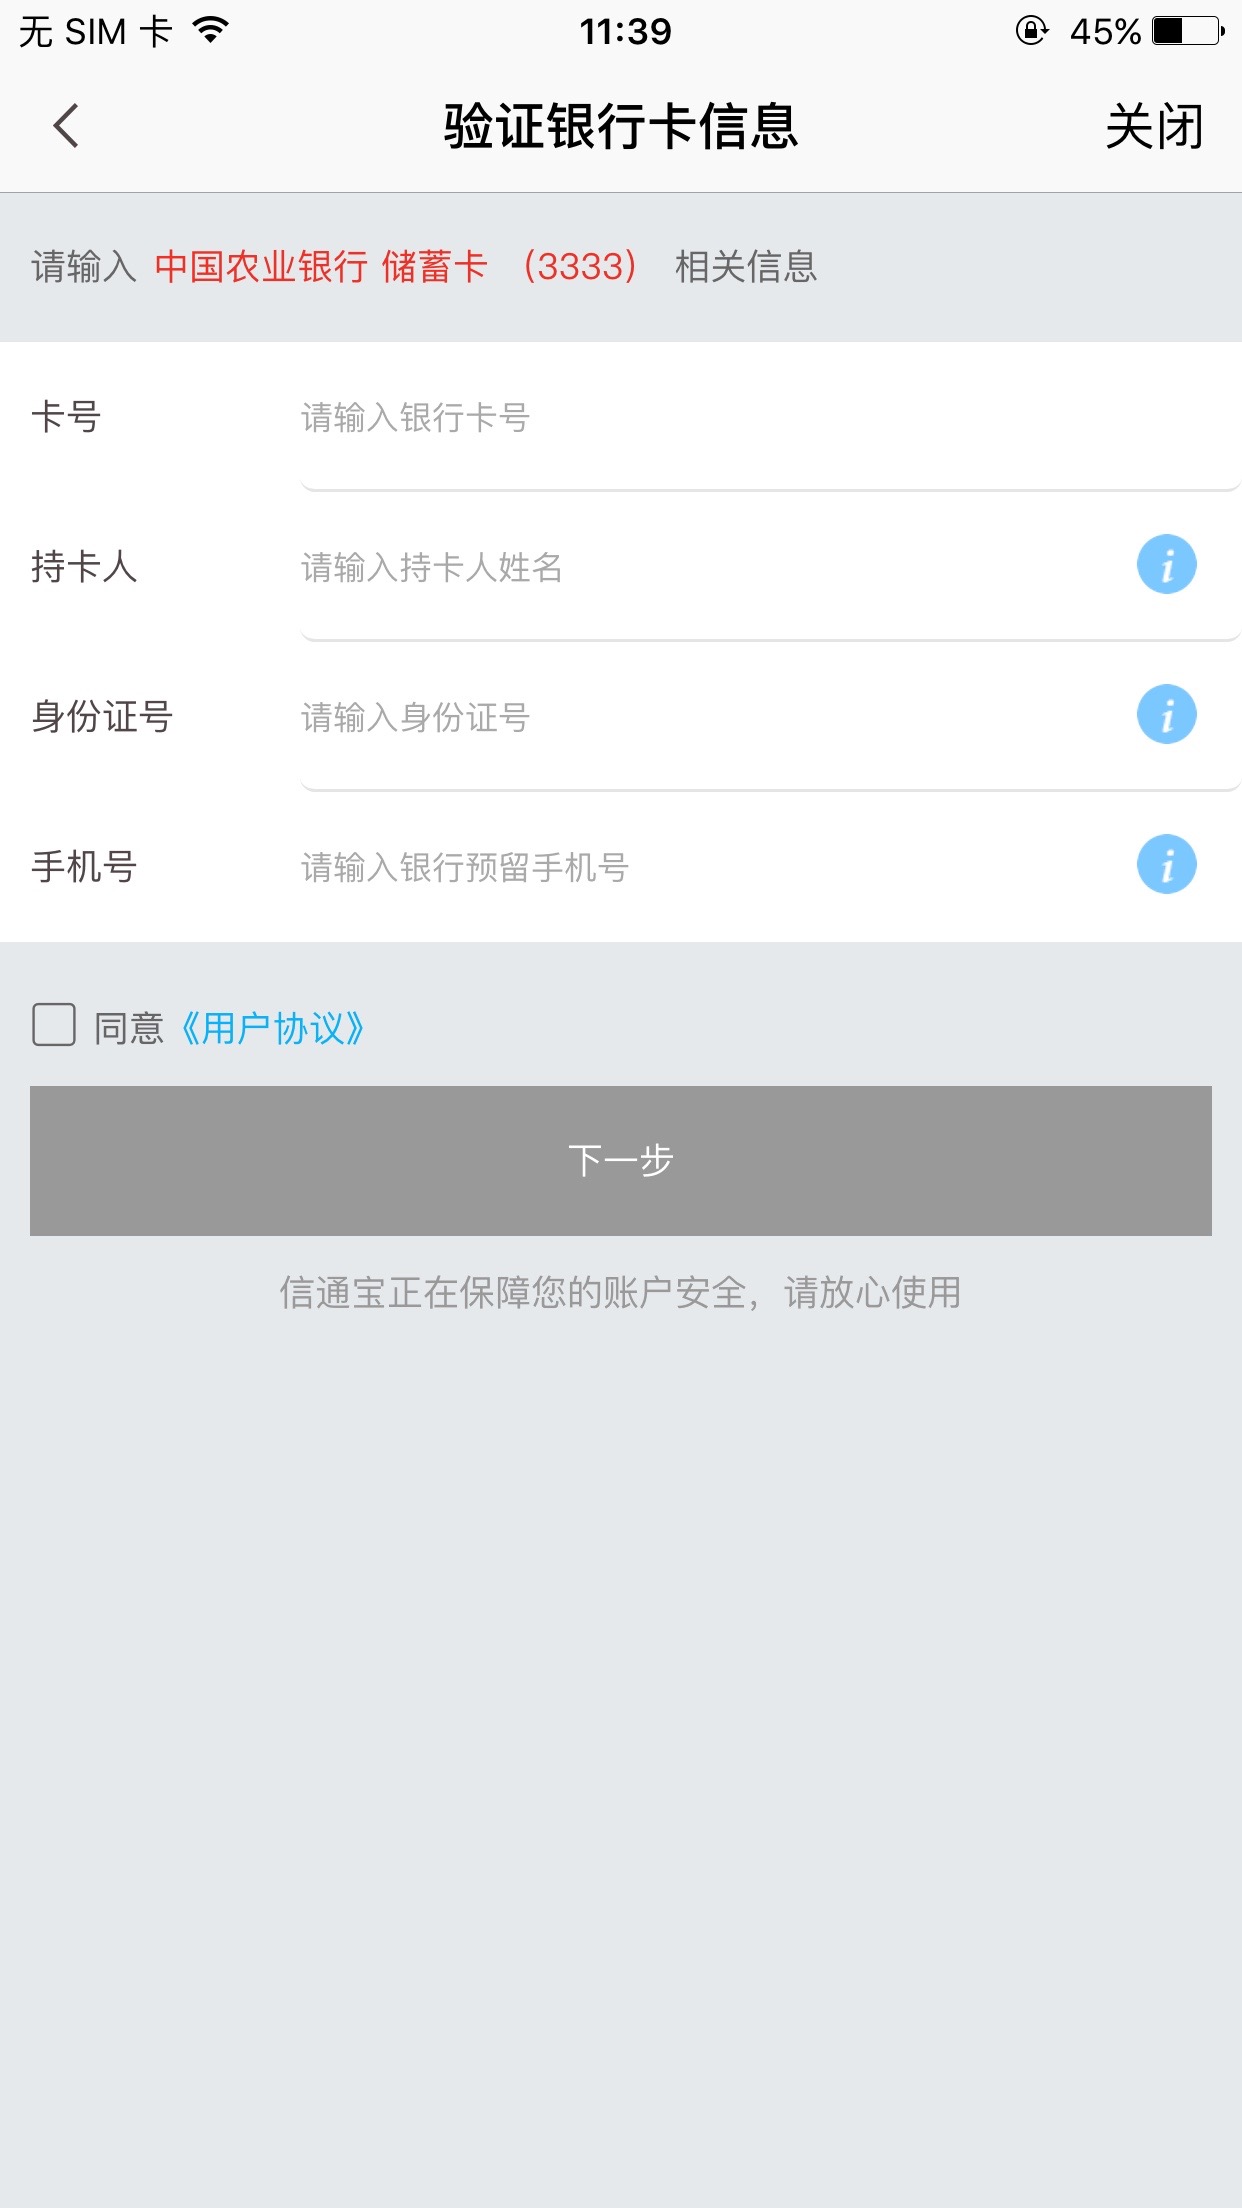 无 SIM 卡 11:39 45%
验证银行卡信息 关闭
请输入 中国农业银行 储蓄卡 （3333） 相关信息
卡号 请输入银行卡号
持卡人 请输入持卡人姓名 i
身份证号 请输入身份证号 i
手机号 请输入银行预留手机号 i
同意《用户协议》
下一步
信通宝正在保障您的账户安全，请放心使用